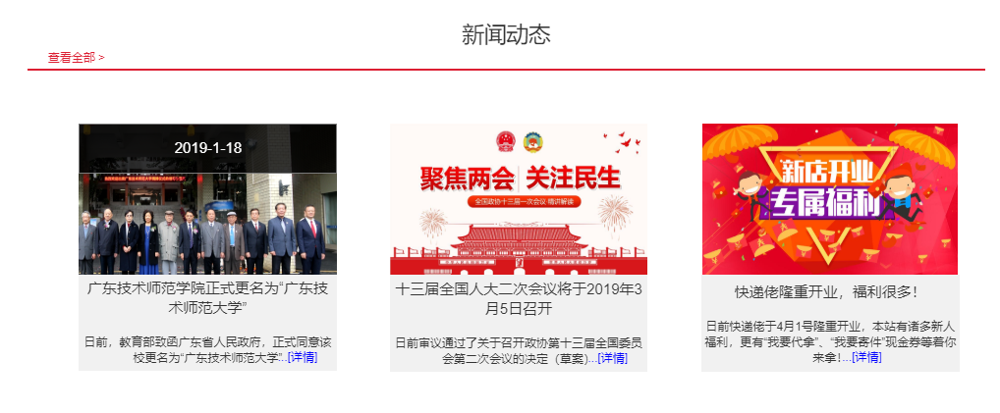 新闻动态
查看全部 >
2019-1-18
广东技术师范学院正式更名为“广东技
术师范大学”
日前，教育部致函广东省人民政府，正式同意该
校更名为“广东技术师范大学”...[详情]
聚焦两会 关注民生
全国政协十三届一次会议 精讲解读
十三届全国人大二次会议将于2019年3
月5日召开
日前审议通过了关于召开政协第十三届全国委员
会第二次会议的决定（草案)...[详情]
新店开业
专属福利
快递佬隆重开业，福利很多！
日前快递佬于4月1号隆重开业，本站有诸多新人
福利，更有“我要代拿”、“我要寄件”现金券等着你
来拿！...[详情]